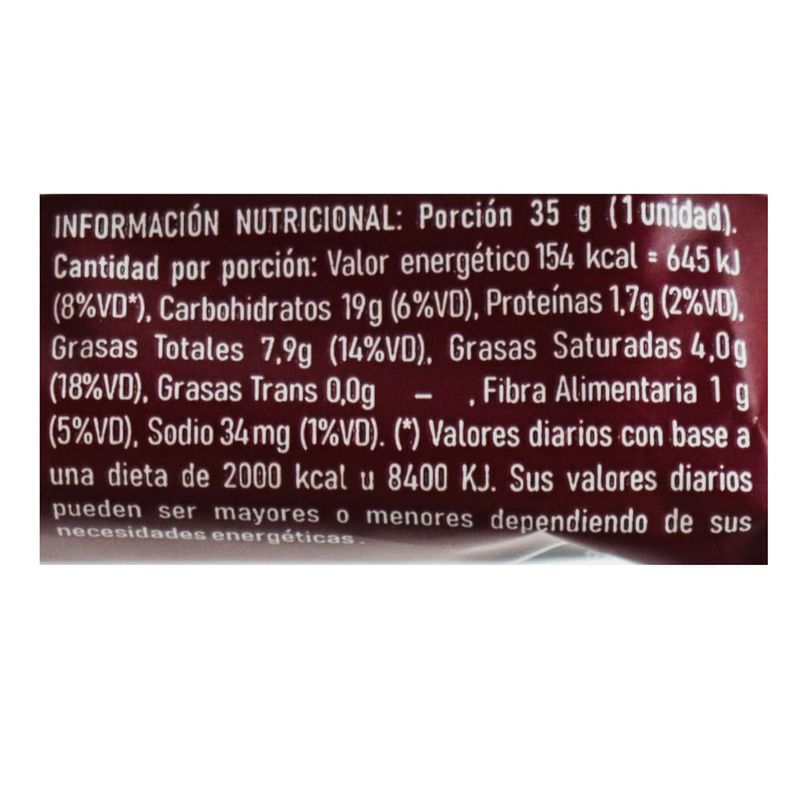 INFORMACIÓN NUTRICIONAL: Porción 35 g (1 unidad).
Cantidad por porción: Valor energético 154 kcal = 645 kJ
(8%VD*), Carbohidratos 19g (6%VD), Proteínas 1,7g (2%VD),
Grasas Totales 7,9g (14%VD), Grasas Saturadas 4,0g
(18%VD), Grasas Trans 0,0g – , Fibra Alimentaria 1 g
(5%VD), Sodio 34mg (1%VD). (*) Valores diarios con base a
una dieta de 2000 kcal u 8400 KJ. Sus valores diarios
pueden ser mayores o menores dependiendo de sus
necesidades energéticas.